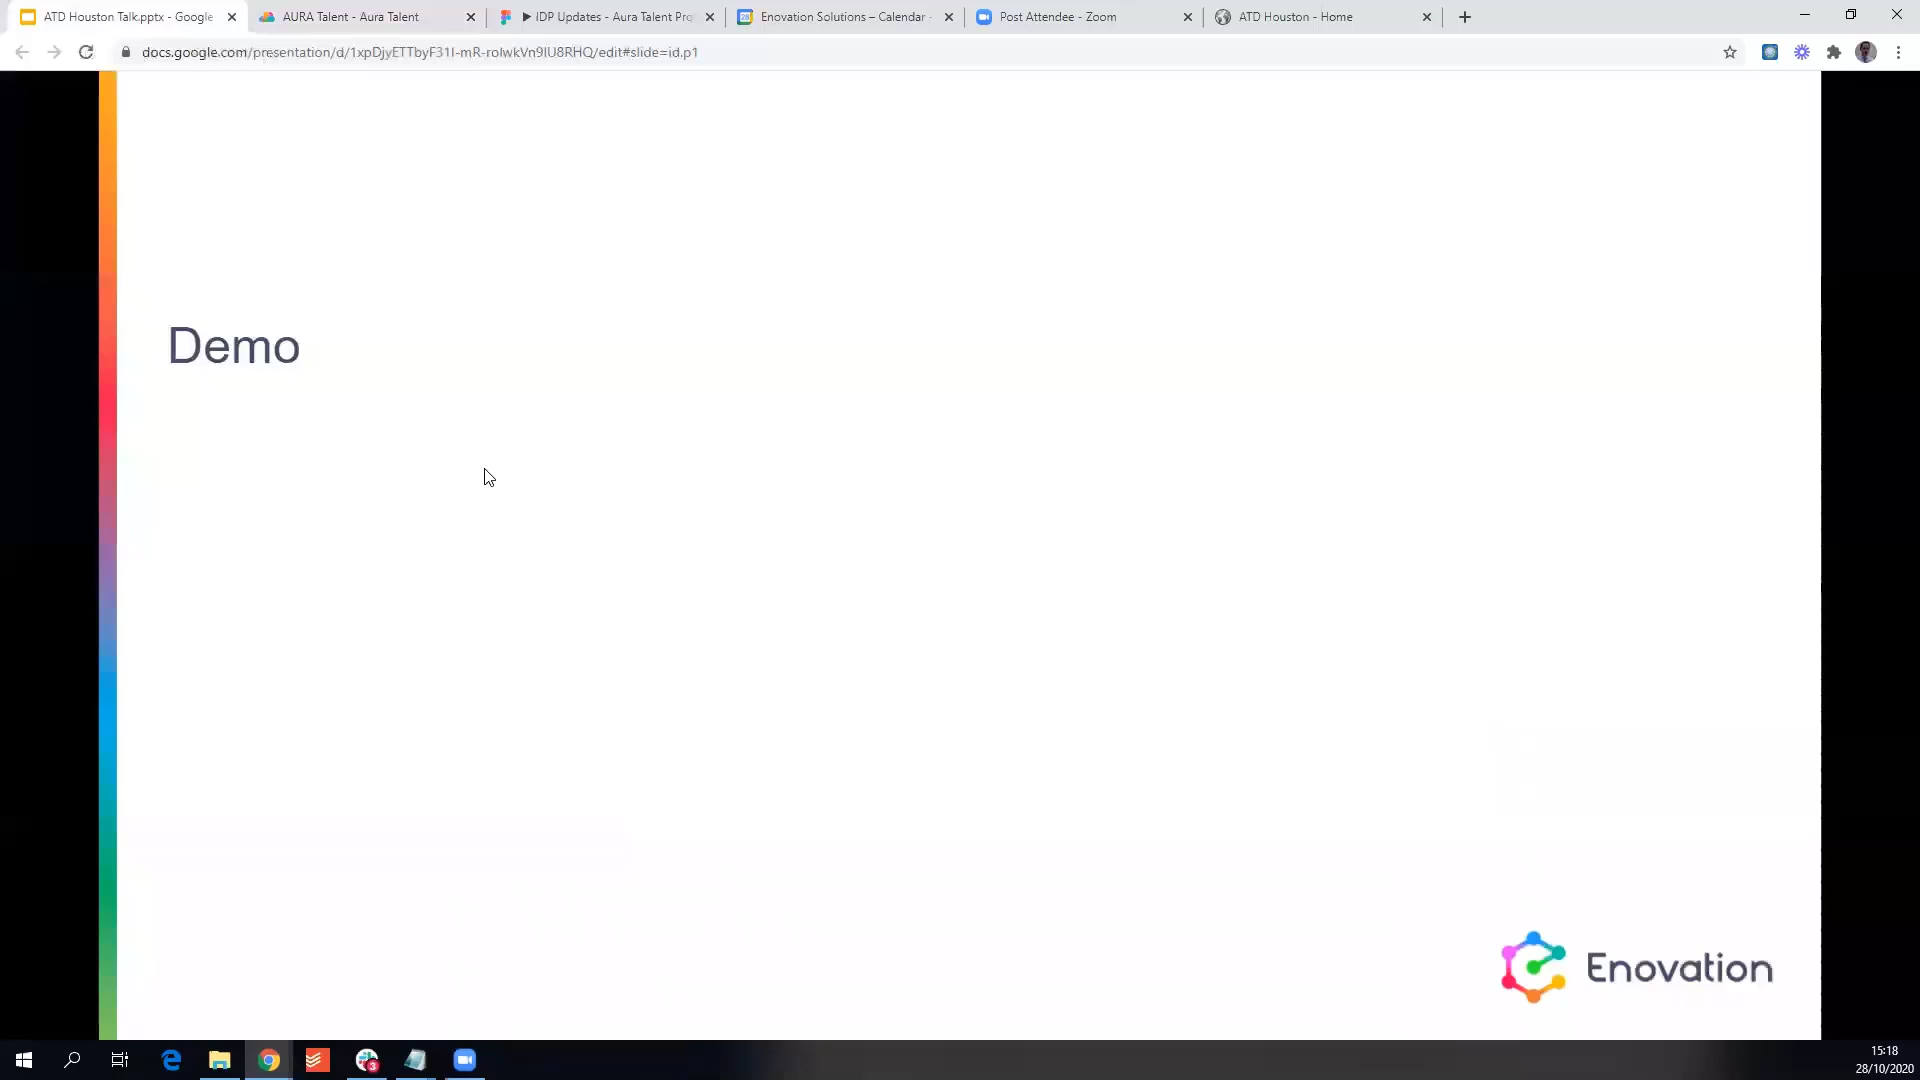 ATD Houston Talk.pptx - Google
AURA Talent - Aura Talent
▶ IDP Updates - Aura Talent Pro
Enovation Solutions – Calendar -
Post Attendee - Zoom
ATD Houston - Home
docs.google.com/presentation/d/1xpDjyETTbyF31I-mR-rolwkVn9lU8RHQ/edit#slide=id.p1
Demo
Enovation
3
15:18
28/10/2020